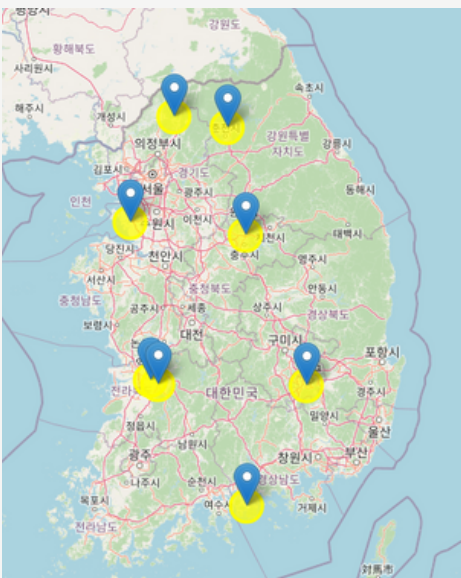 강원도
황해북도
사리원시
속초시
해주시
개성시
의정부시
강원특별
자치도
강릉시
김포시
경기도
서울
광주시
동해시
인천
원시
이천시
제천시
태백시
당진시
천안시
충주시
영주시
서산시
충청북도
안동시
충청남도
공주시
세종
상주시
경상북도
보령시
대전
구미시
포항시
전라
대한민국
경주시
정읍시
밀양시
울산
남원시
광주
창원시
부산
나주시
순천시
경상남도
목포시
여수시
거제시
전라남도
対馬市